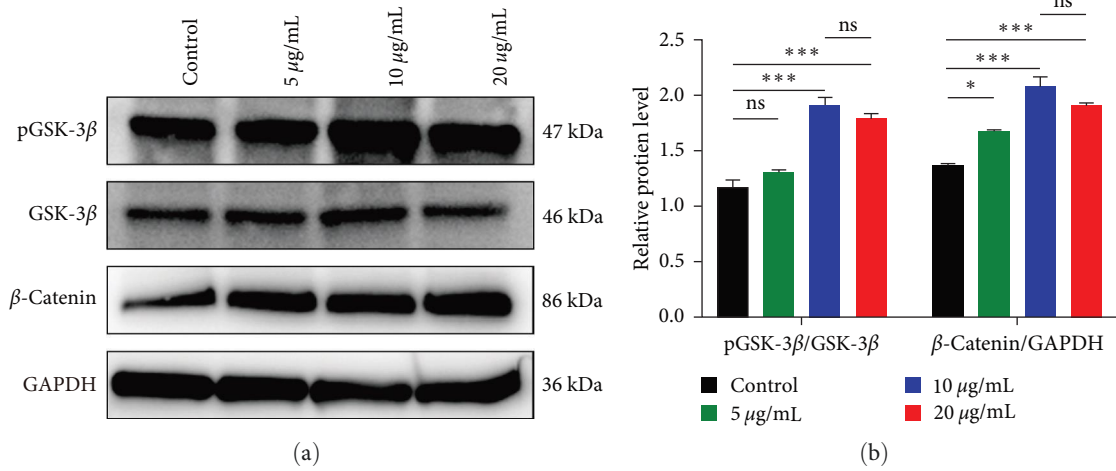 Control
5 µg/mL
10 µg/mL
20 ug/mL
pGSK-3β
47 kDa
GSK-3β
46 kDa
β-Catenin
86 kDa
GAPDH
36 kDa
(a)
ns
ns
***
***
***
***
ns
*
2.5
2.0
1.5
1.0
0.5
0.0
Relative protien level
pGSK-3β/GSK-3β
β-Catenin/GAPDH
Control
10 µg/mL
5 µg/mL
20 µg/mL
(b)